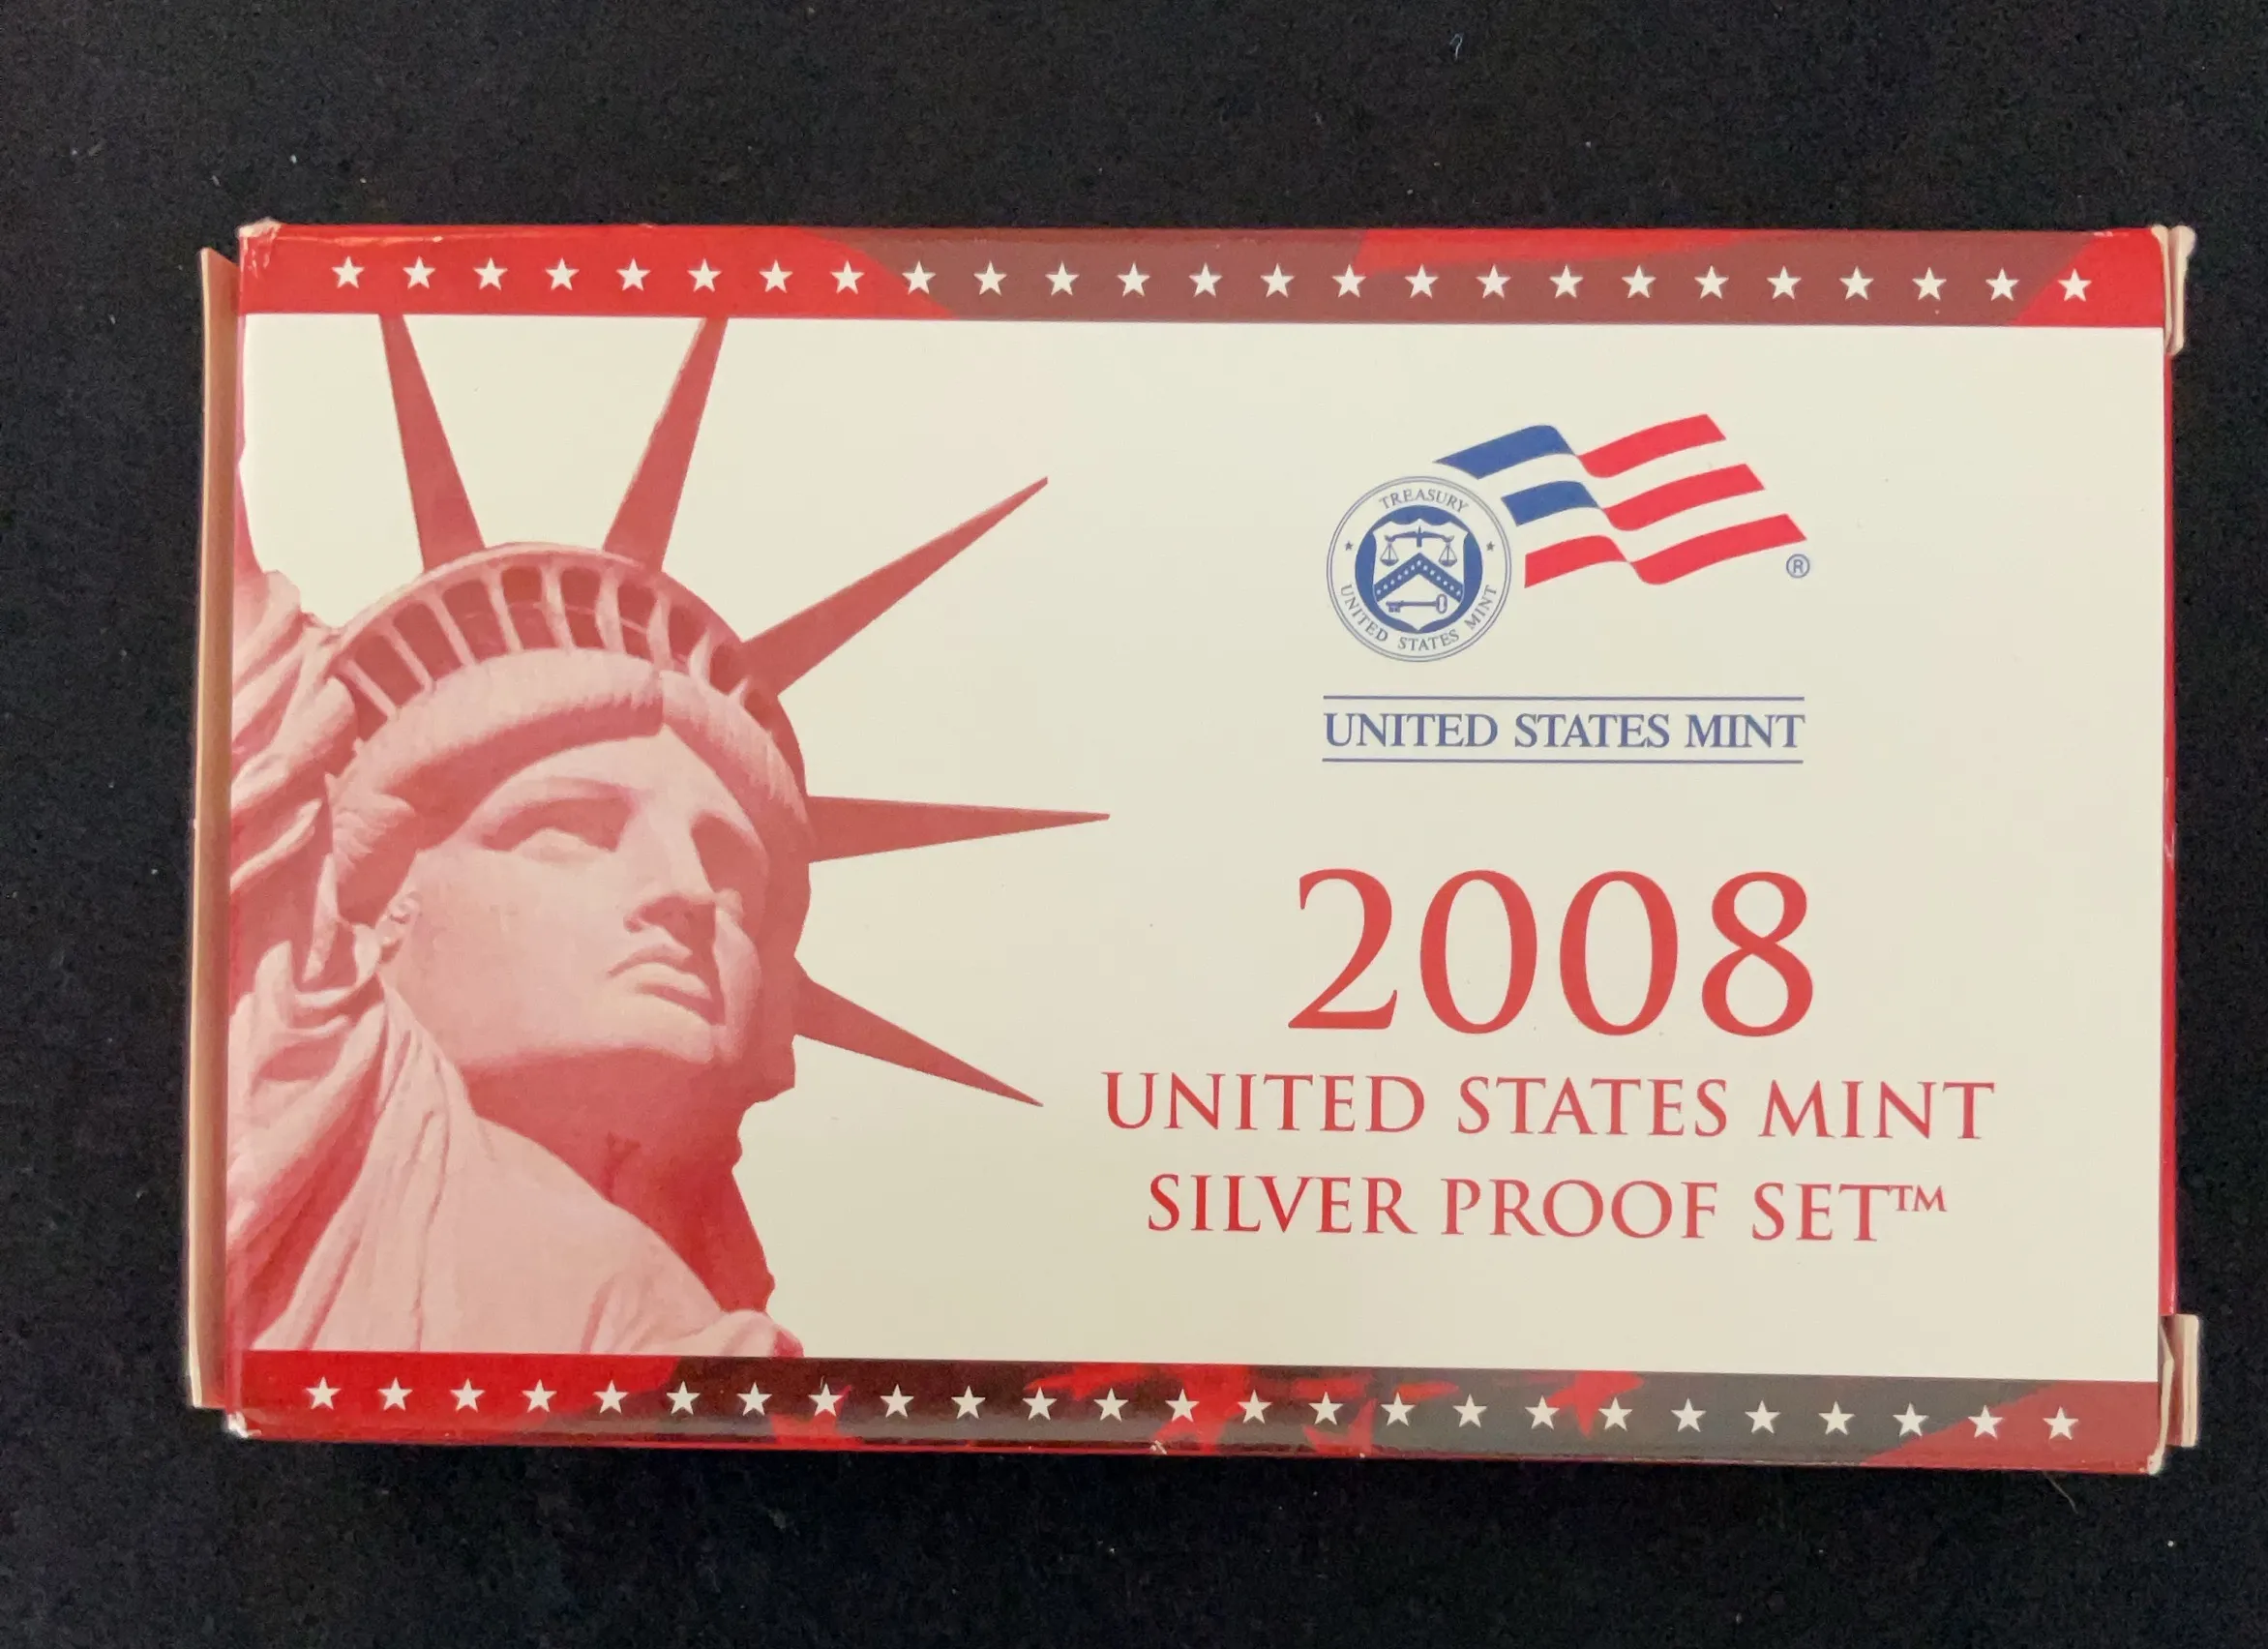 TREASURY
UNITED STATES MINT
®
UNITED STATES MINT
2008
UNITED STATES MINT
SILVER PROOF SET™